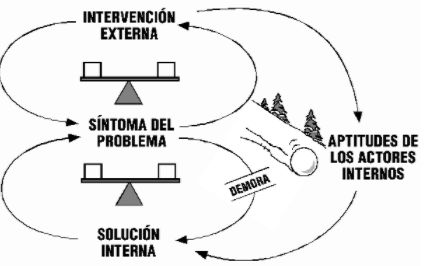 INTERVENCIÓN
EXTERNA
SÍNTOMA DEL
PROBLEMA
APTITUDES DE
LOS ACTORES
INTERNOS
DEMORA
SOLUCIÓN
INTERNA